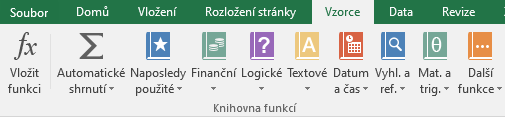 Soubor Domů Vložení Rozložení stránky Vzorce Data Revize
fx Σ ? A θ
Vložit Automatické Naposledy Finanční Logické Textové Datum Vyhl. a Mat. a Další
funkci shrnutí použité a čas ref. trig. funkce
Knihovna funkcí